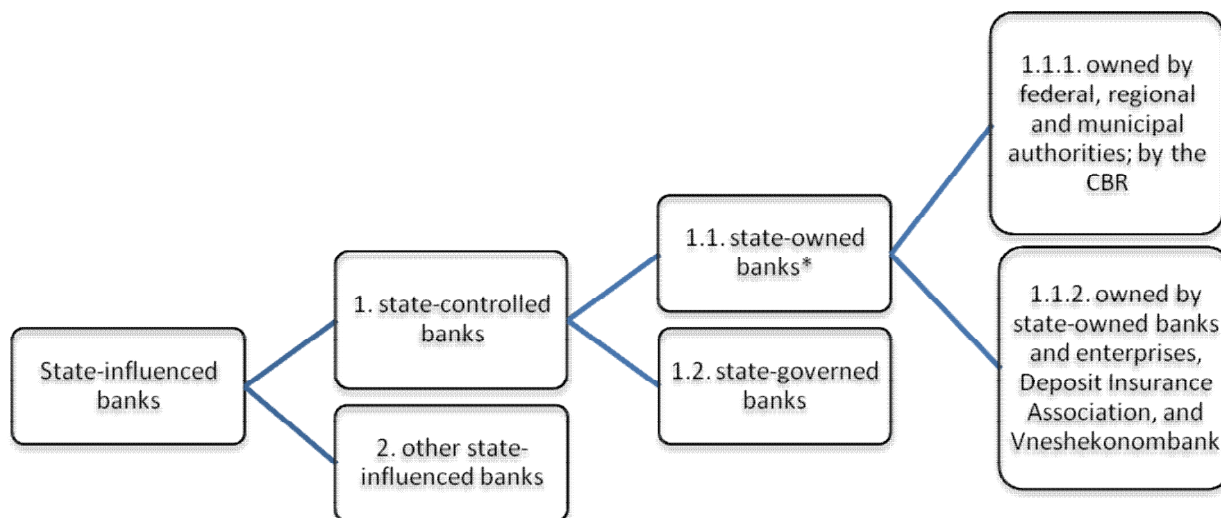 State-influenced
banks
1. state-controlled
banks
2. other state-
influenced banks
1.1. state-owned
banks*
1.2. state-governed
banks
1.1.1. owned by
federal, regional
and municipal
authorities; by the
CBR
1.1.2. owned by
state-owned banks
and enterprises,
Deposit Insurance
Association, and
Vneshekonombank